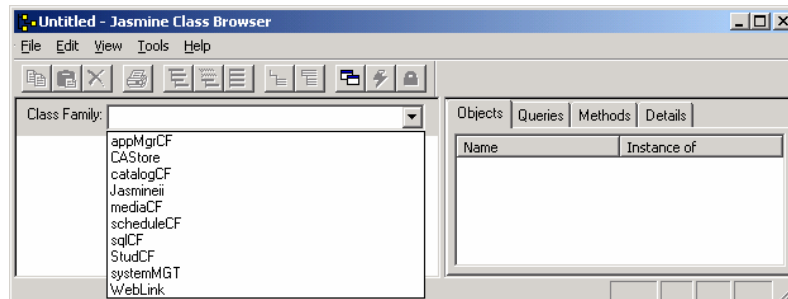 Untitled - Jasmine Class Browser
File Edit View Tools Help
Class Family:
appMgrCF
CAStore
catalogCF
Jasmineii
mediaCF
scheduleCF
sqlCF
StudCF
systemMGT
WebLink
Objects Queries Methods Details
Name Instance of